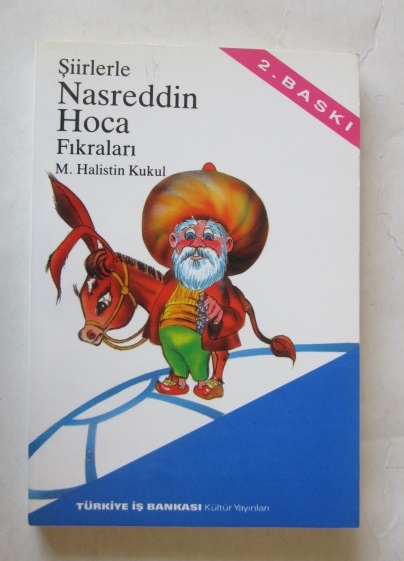 Şiirlerle
Nasreddin
Hoca
Fıkraları
M. Halistin Kukul
2. BASKI
TÜRKİYE İŞ BANKASI Kültür Yayınları